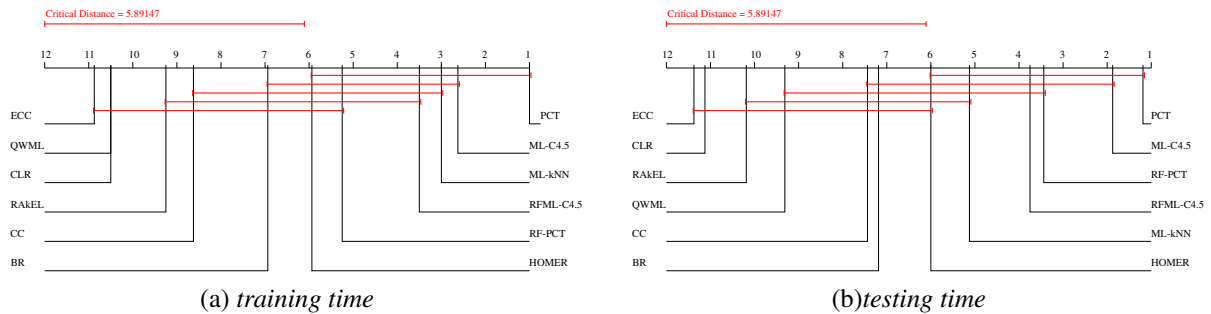 Critical Distance = 5.89147
12 11 10 9 8 7 6 5 4 3 2 1
ECC PCT
QWML ML-C4.5
CLR ML-kNN
RAkEL RFML-C4.5
CC RF-PCT
BR HOMER
(a) training time
Critical Distance = 5.89147
12 11 10 9 8 7 6 5 4 3 2 1
ECC PCT
CLR ML-C4.5
RAkEL RF-PCT
QWML RFML-C4.5
CC ML-kNN
BR HOMER
(b)testing time